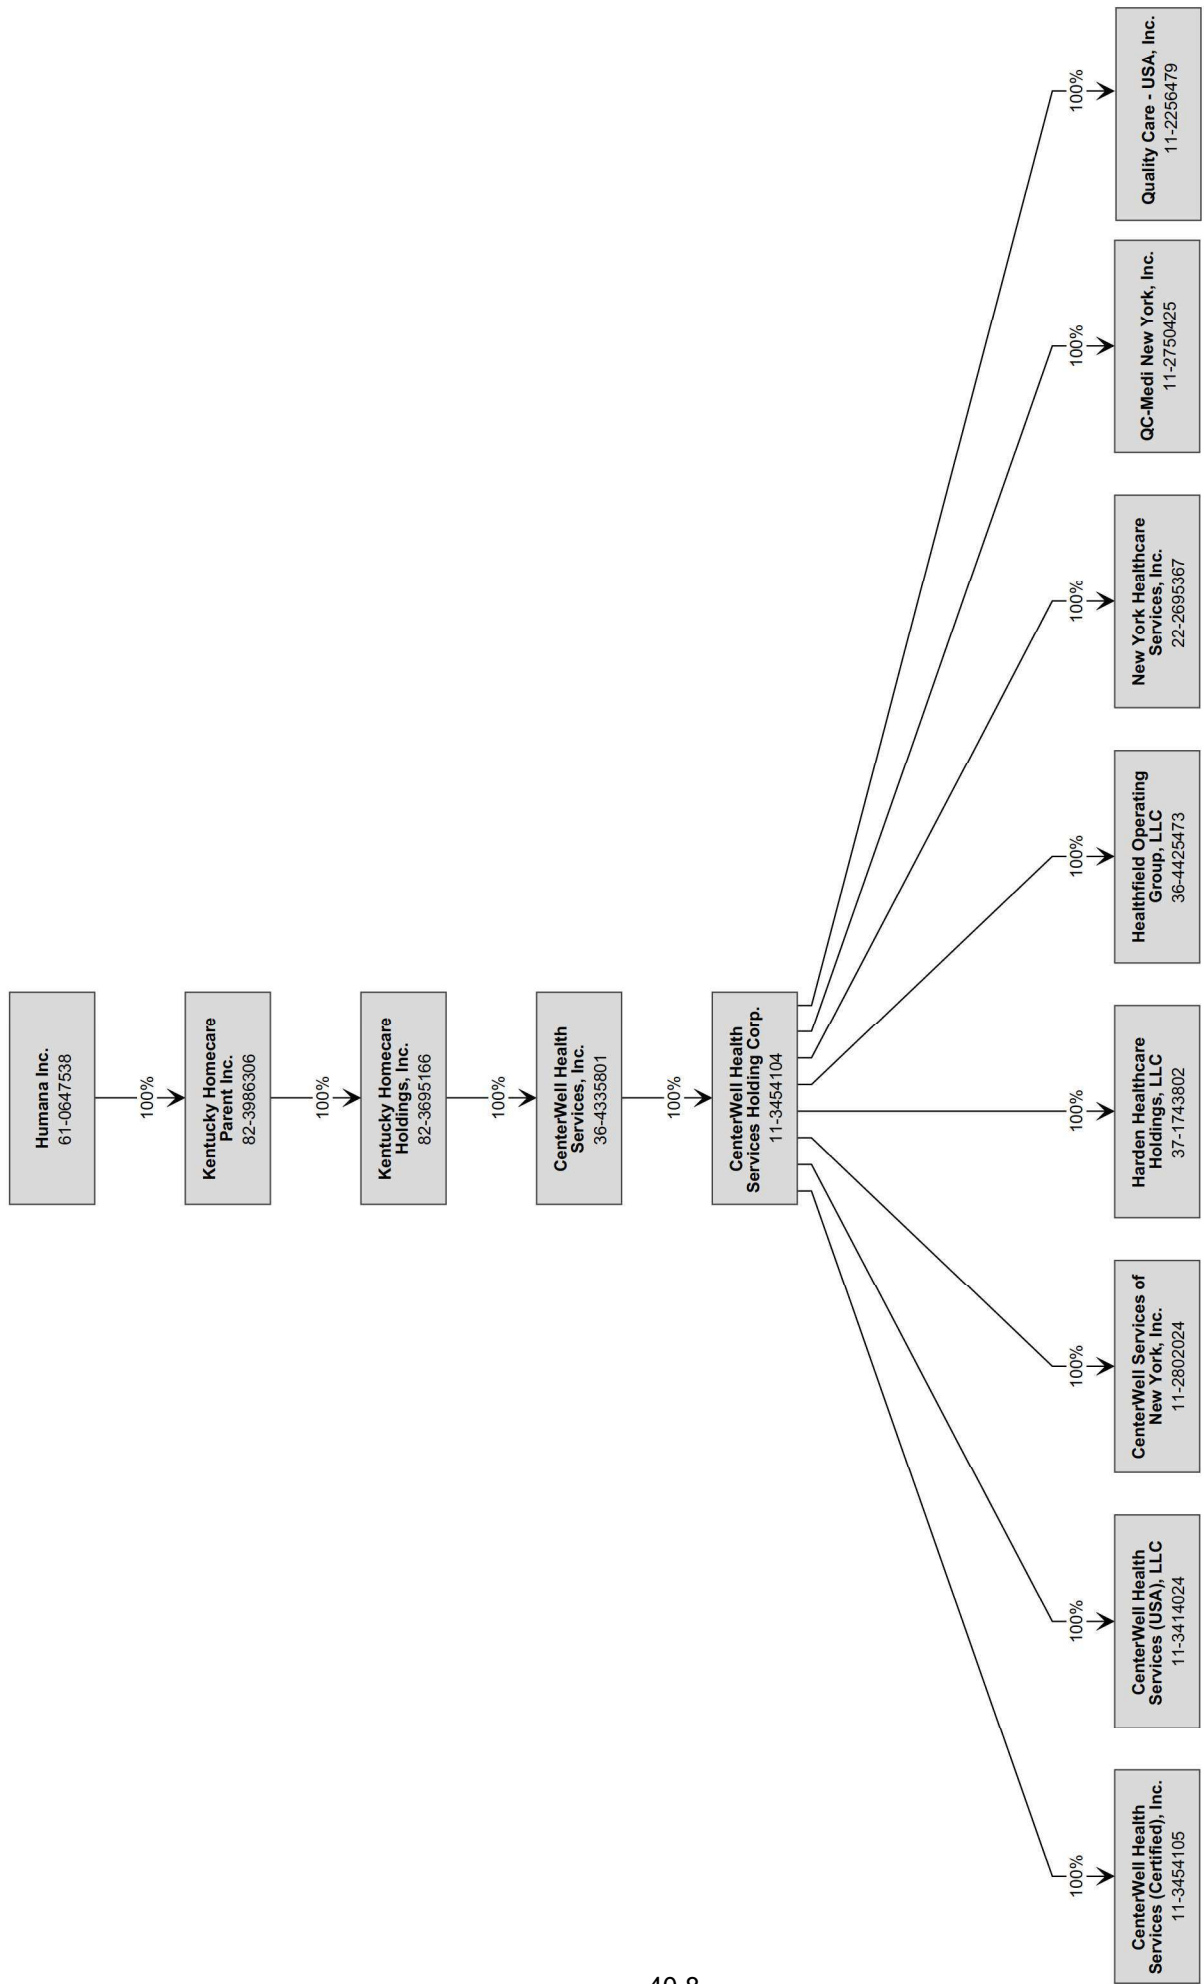 Humana Inc.
61-0647538
100%
Kentucky Homecare
Parent Inc.
82-3986306
100%
Kentucky Homecare
Holdings, Inc.
82-3695166
100%
CenterWell Health
Services, Inc.
36-4335801
100%
CenterWell Health
Services Holding Corp.
11-3454104
100%
100%
100%
100%
100%
100%
100%
100%
CenterWell Health
Services (Certified), Inc.
11-3454105
CenterWell Health
Services (USA), LLC
11-3414024
CenterWell Services of
New York, Inc.
11-2802024
Harden Healthcare
Holdings, LLC
37-1743802
Healthfield Operating
Group, LLC
36-4425473
New York Healthcare
Services, Inc.
22-2695367
QC-Medi New York, Inc.
11-2750425
Quality Care - USA, Inc.
11-2256479